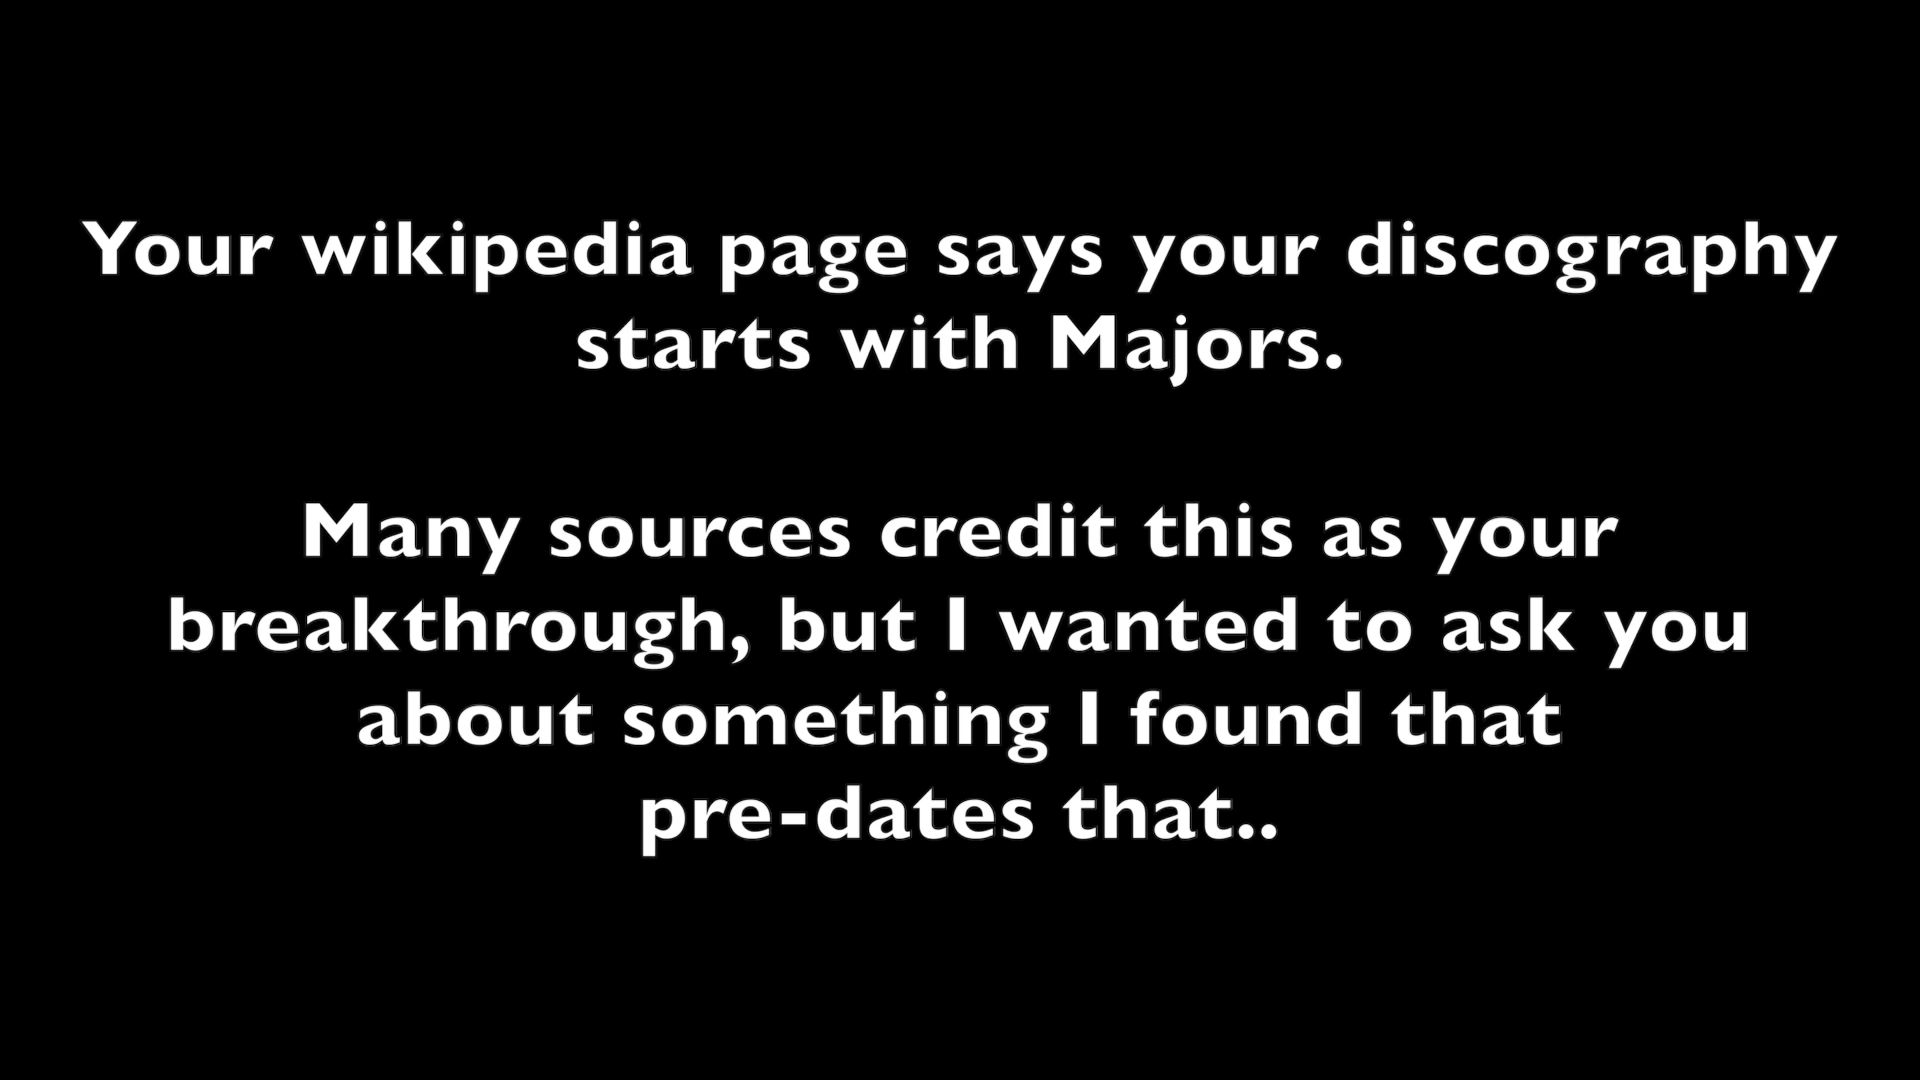 Your wikipedia page says your discography
starts with Majors.
Many sources credit this as your
breakthrough, but I wanted to ask you
about something I found that
pre-dates that..